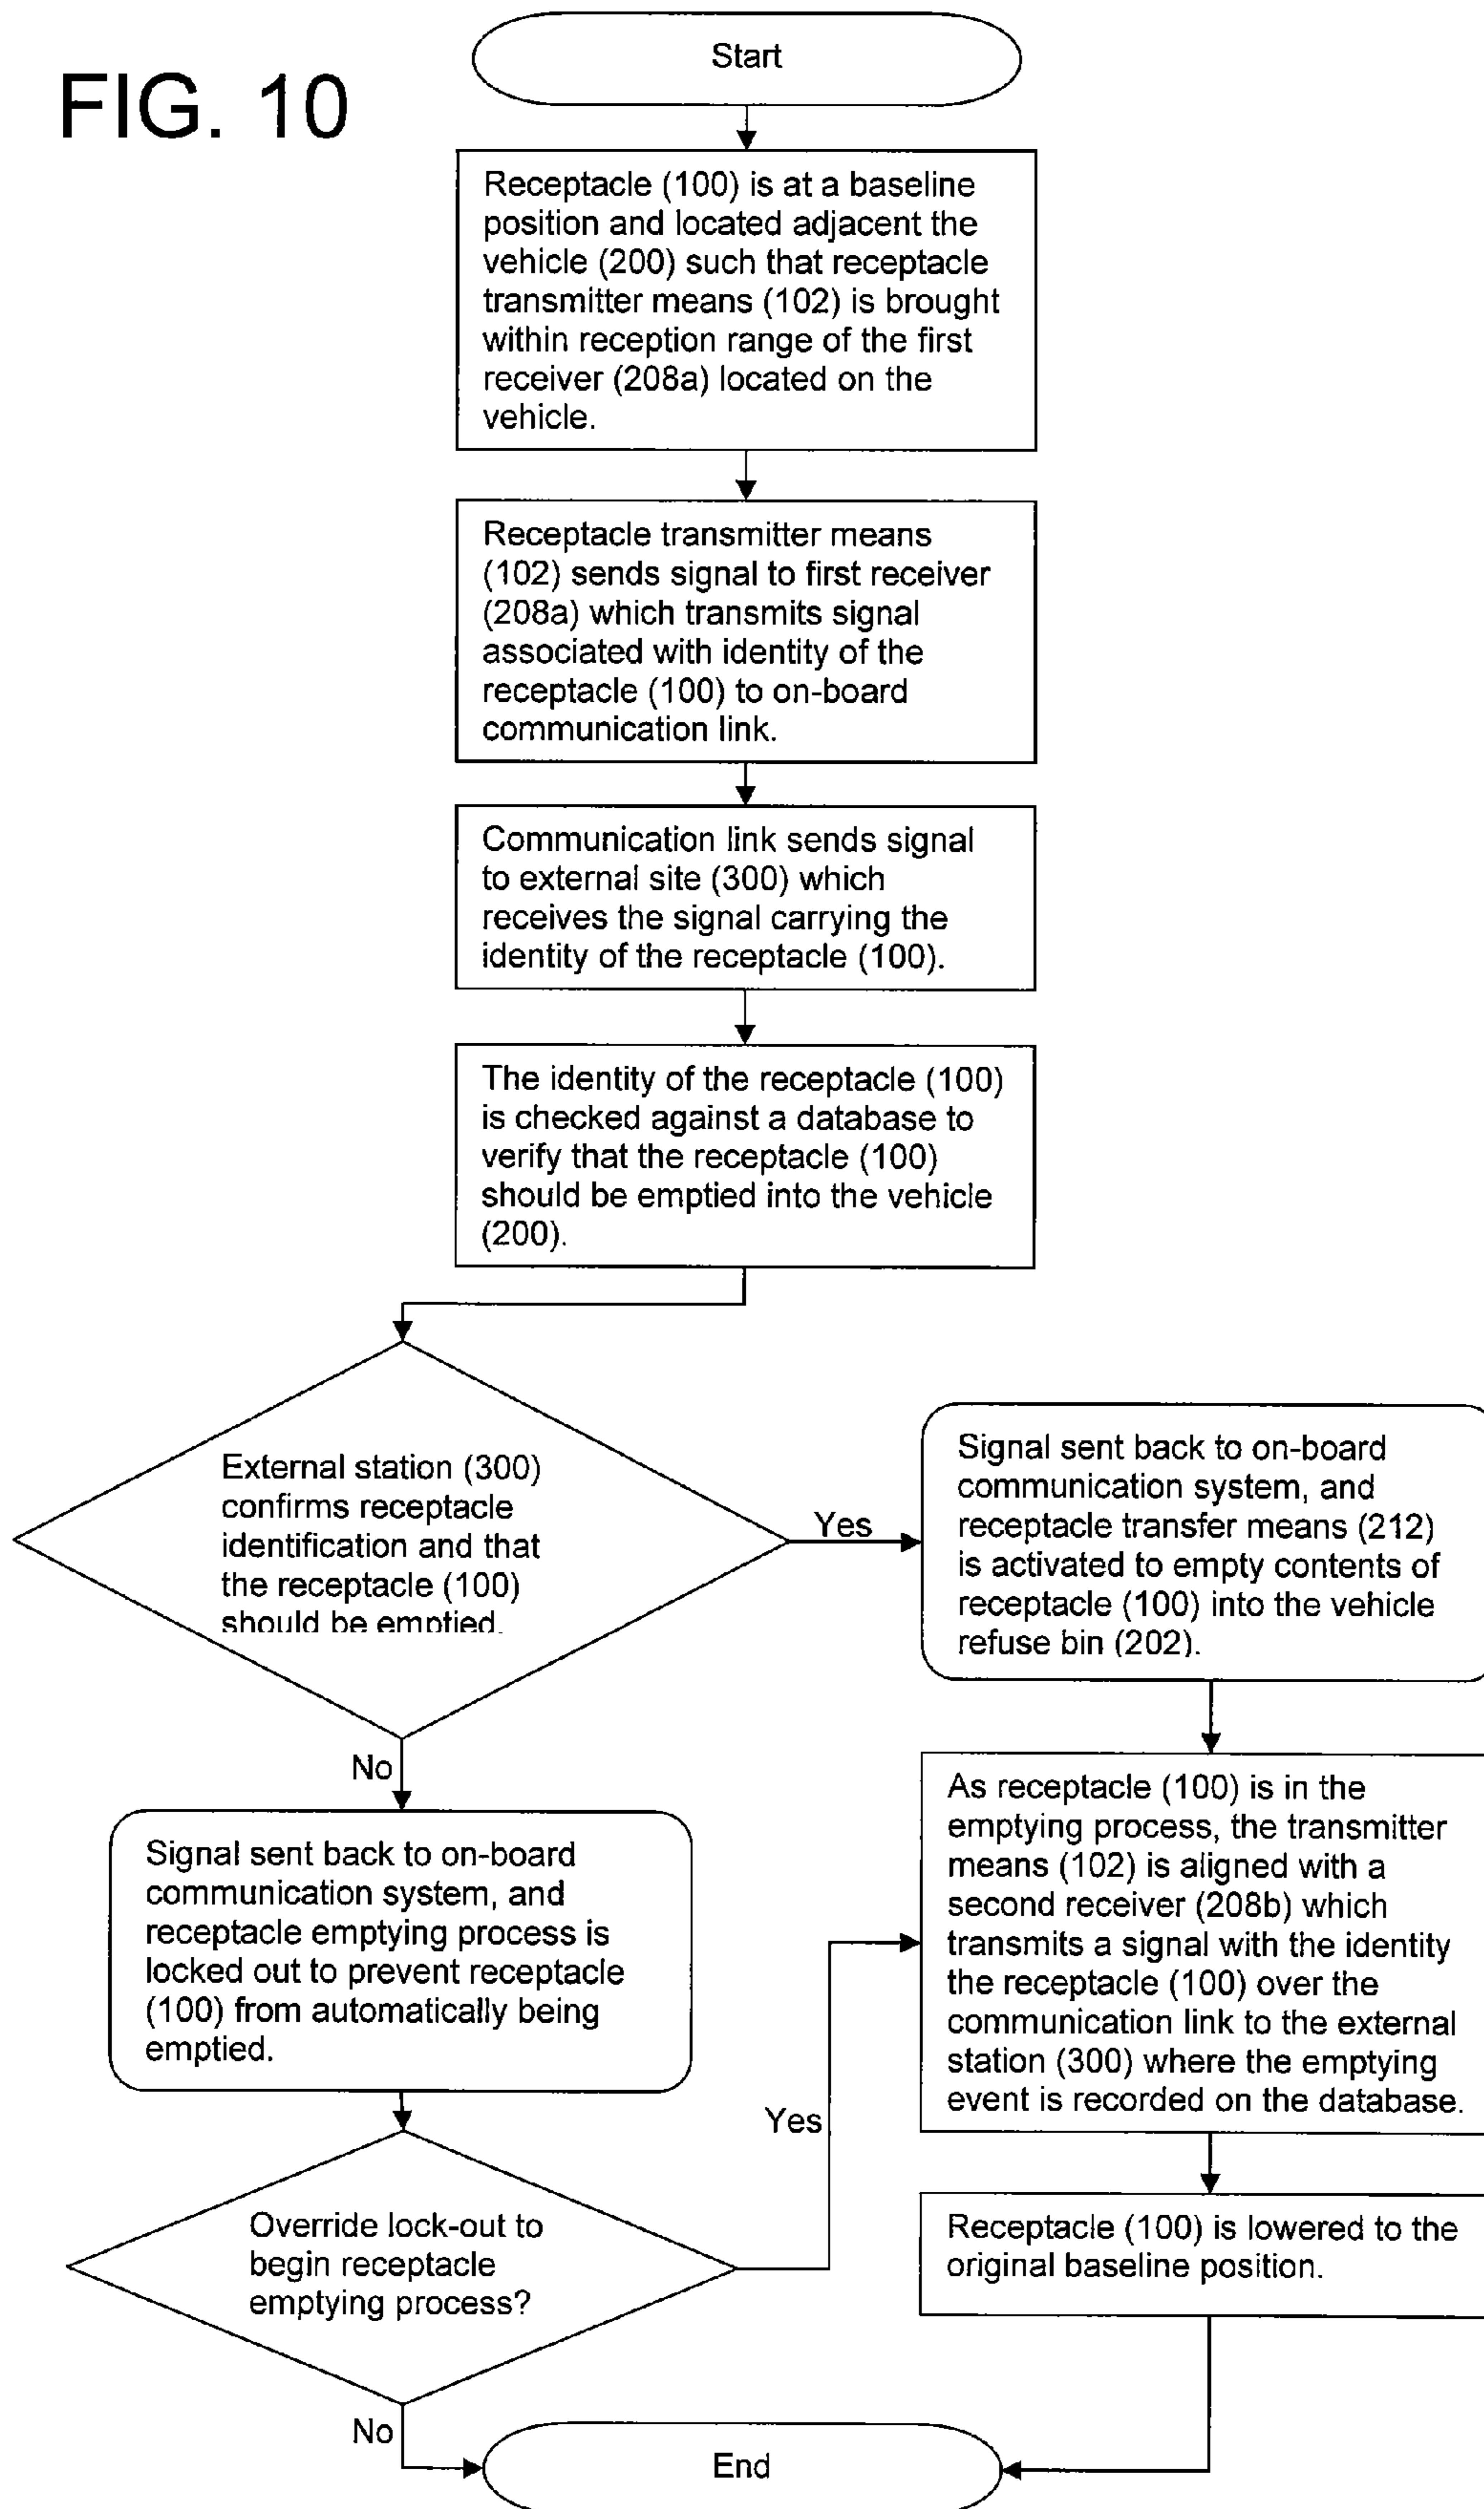 FIG. 10
Start
Receptacle (100) is at a baseline
position and located adjacent the
vehicle (200) such that receptacle
transmitter means (102) is brought
within reception range of the first
receiver (208a) located on the
vehicle.
Receptacle transmitter means
(102) sends signal to first receiver
(208a) which transmits signal
associated with identity of the
receptacle (100) to on-board
communication link.
Communication link sends signal
to external site (300) which
receives the signal carrying the
identity of the receptacle (100).
The identity of the receptacle (100)
is checked against a database to
verify that the receptacle (100)
should be emptied into the vehicle
(200).
External station (300)
confirms receptacle
identification and that
the receptacle (100)
should be emptied.
Yes
Signal sent back to on-board
communication system, and
receptacle transfer means (212)
is activated to empty contents of
receptacle (100) into the vehicle
refuse bin (202).
No
Signal sent back to on-board
communication system, and
receptacle emptying process is
locked out to prevent receptacle
(100) from automatically being
emptied.
As receptacle (100) is in the
emptying process, the transmitter
means (102) is aligned with a
second receiver (208b) which
transmits a signal with the identity
the receptacle (100) over the
communication link to the external
station (300) where the emptying
event is recorded on the database.
Yes
Override lock-out to
begin receptacle
emptying process?
Receptacle (100) is lowered to the
original baseline position.
No
End